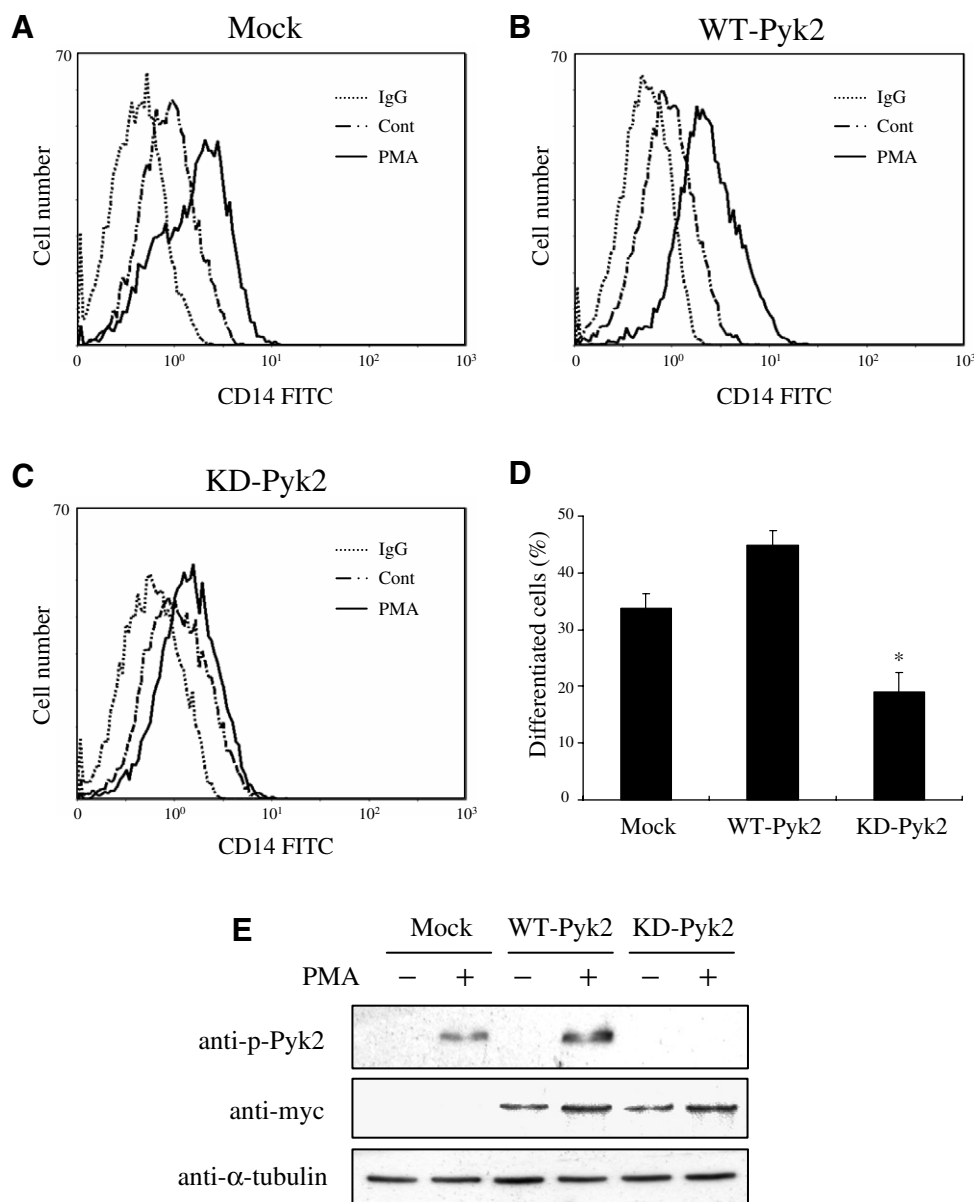 A
Mock
70
Cell number
IgG
Cont
PMA
0 10⁰ 10¹ 10² 10³
CD14 FITC
B
WT-Pyk2
70
Cell number
IgG
Cont
PMA
0 10⁰ 10¹ 10² 10³
CD14 FITC
C
KD-Pyk2
70
Cell number
IgG
Cont
PMA
0 10⁰ 10¹ 10² 10³
CD14 FITC
D
Differentiated cells (%)
50
40
30
20
10
0
*
Mock WT-Pyk2 KD-Pyk2
E
Mock WT-Pyk2 KD-Pyk2
PMA − + − + − +
anti-p-Pyk2
anti-myc
anti-α-tubulin